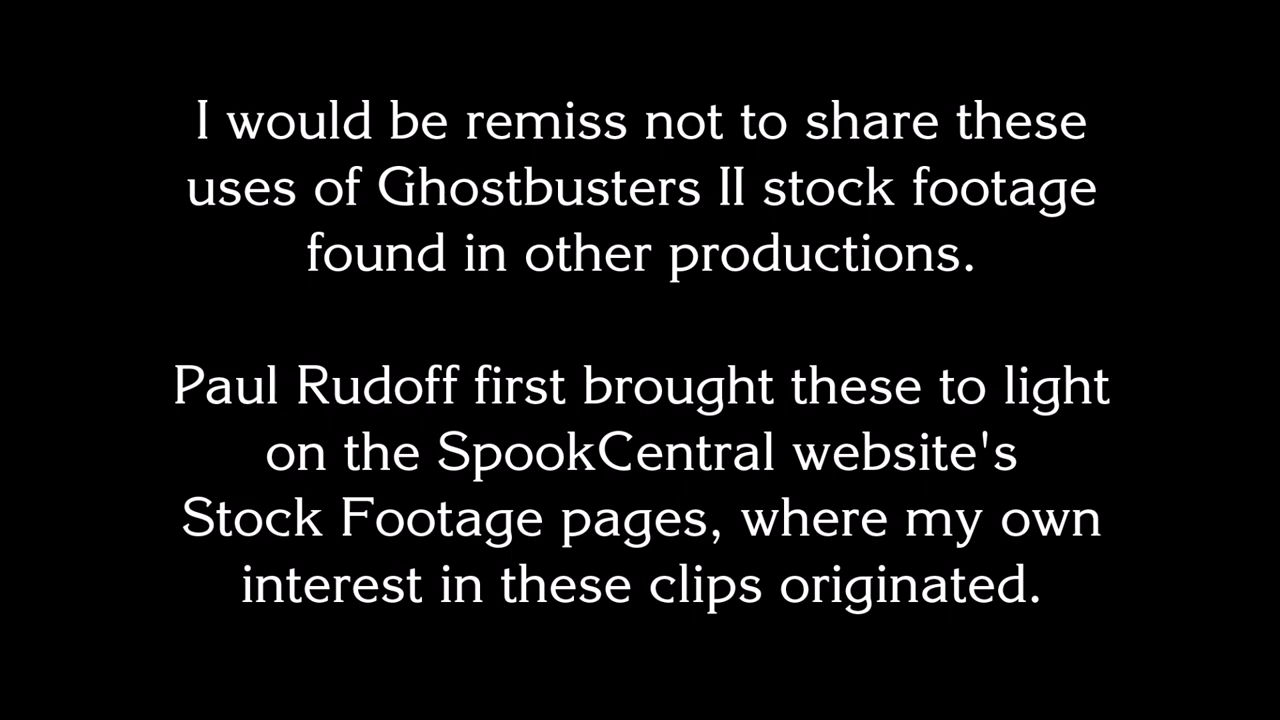 I would be remiss not to share these
uses of Ghostbusters II stock footage
found in other productions.
Paul Rudoff first brought these to light
on the SpookCentral website's
Stock Footage pages, where my own
interest in these clips originated.